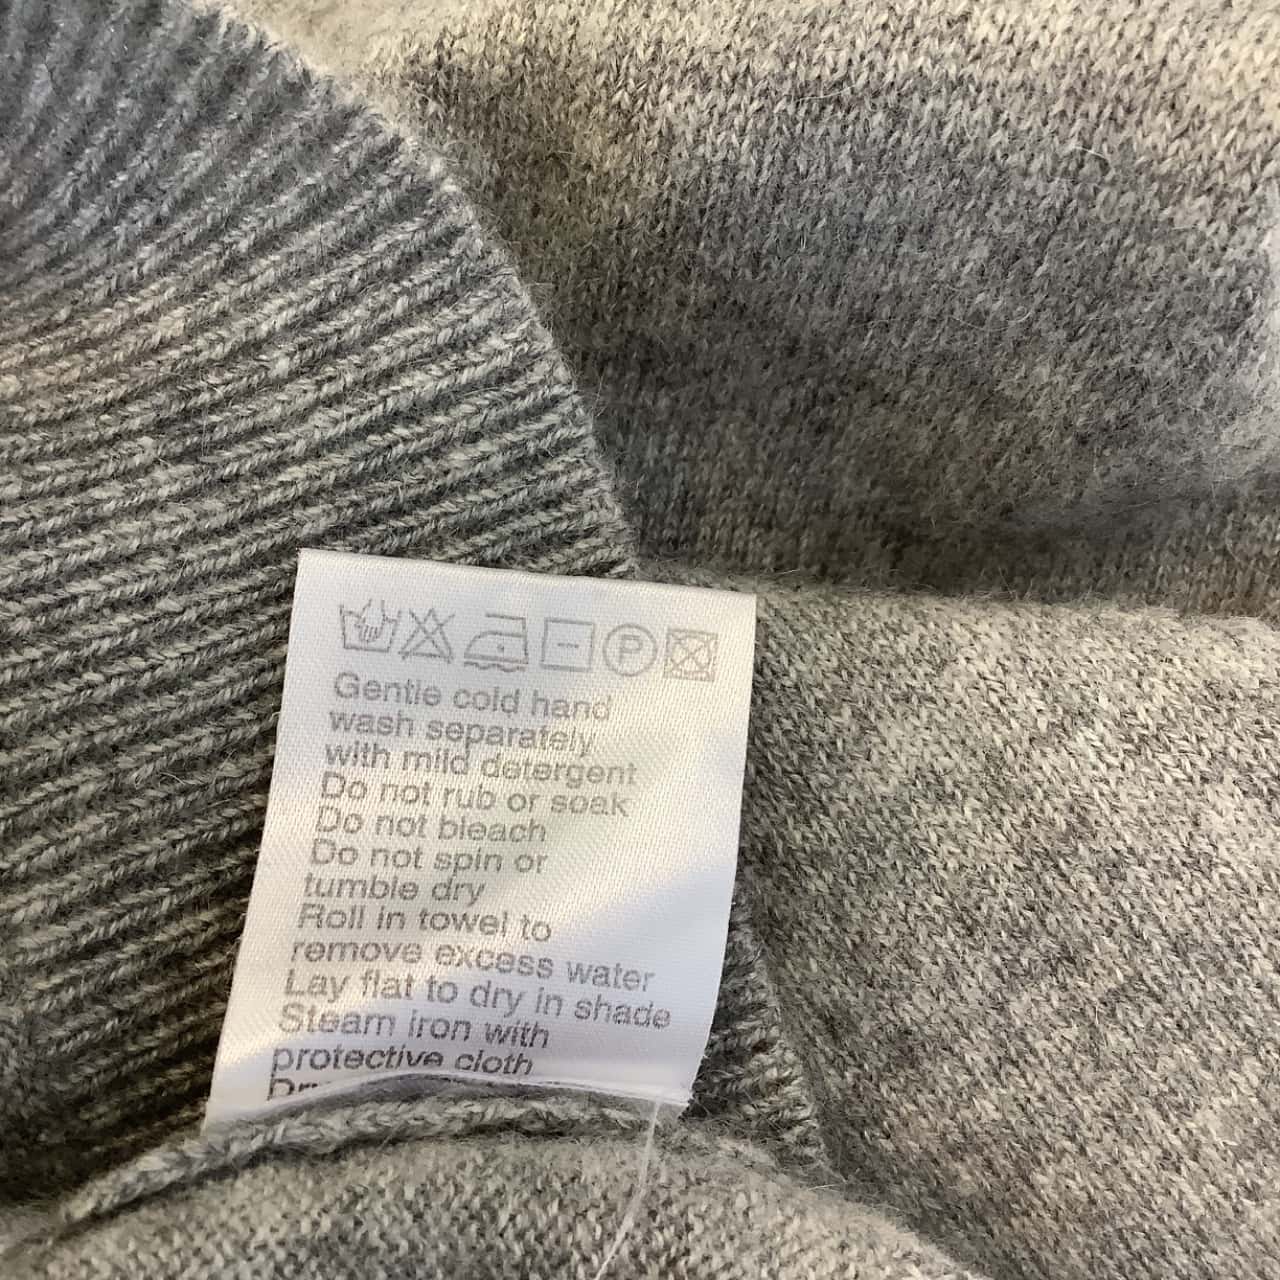 P
Gentle cold hand
wash separately
with mild detergent
Do not rub or soak
Do not bleach
Do not spin or
tumble dry
Roll in towel to
remove excess water
Lay flat to dry in shade
Steam iron with
protective cloth